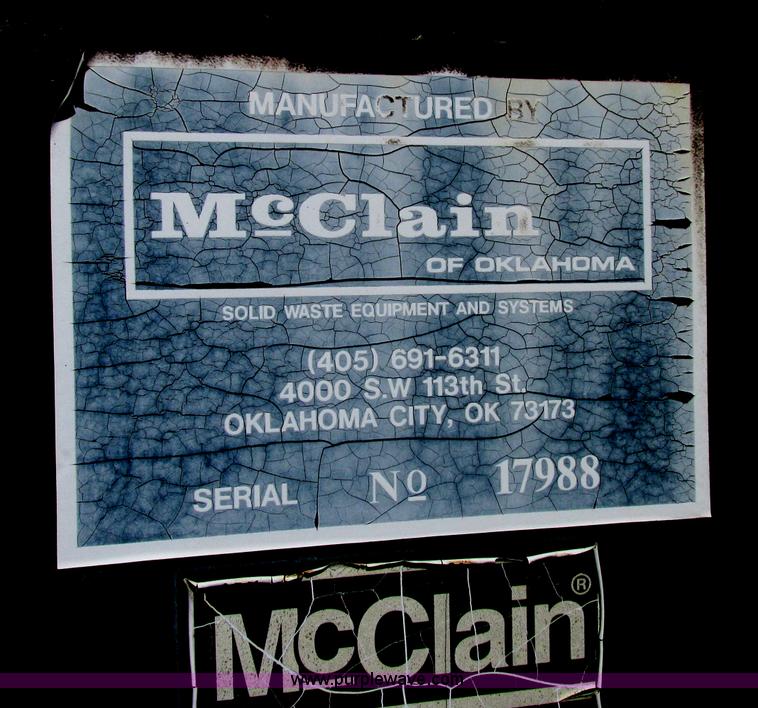 MANUFACTURED BY
McClain
OF OKLAHOMA
SOLID WASTE EQUIPMENT AND SYSTEMS
(405) 691-6311
4000 S.W 113th St.
OKLAHOMA CITY, OK 73173
SERIAL No 17988
McClain®
www.purplewave.com